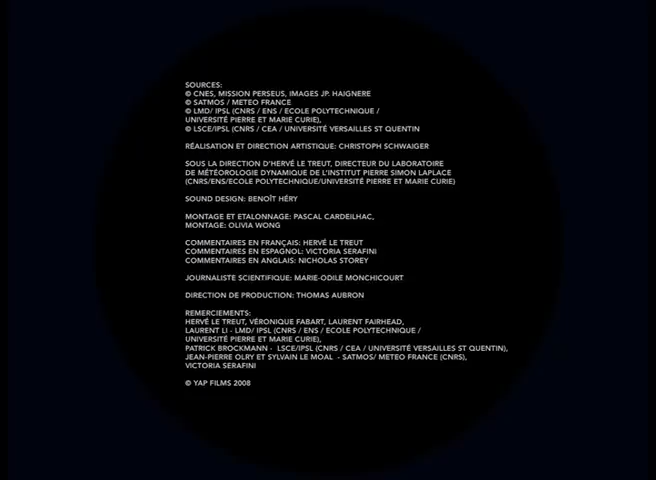 SOURCES:
© CNES, MISSION PERSEUS, IMAGES JP. HAIGNERE
© SATMOS / METEO FRANCE
© LMD/ IPSL (CNRS / ENS / ECOLE POLYTECHNIQUE /
UNIVERSITÉ PIERRE ET MARIE CURIE),
© LSCE/IPSL (CNRS / CEA / UNIVERSITÉ VERSAILLES ST QUENTIN
RÉALISATION ET DIRECTION ARTISTIQUE: CHRISTOPH SCHWAIGER
SOUS LA DIRECTION D'HERVÉ LE TREUT, DIRECTEUR DU LABORATOIRE
DE MÉTÉOROLOGIE DYNAMIQUE DE L'INSTITUT PIERRE SIMON LAPLACE
(CNRS/ENS/ECOLE POLYTECHNIQUE/UNIVERSITÉ PIERRE ET MARIE CURIE)
SOUND DESIGN: BENOÎT HÉRY
MONTAGE ET ETALONNAGE: PASCAL CARDEILHAC,
MONTAGE: OLIVIA WONG
COMMENTAIRES EN FRANÇAIS: HERVÉ LE TREUT
COMMENTAIRES EN ESPAGNOL: VICTORIA SERAFINI
COMMENTAIRES EN ANGLAIS: NICHOLAS STOREY
JOURNALISTE SCIENTIFIQUE: MARIE-ODILE MONCHICOURT
DIRECTION DE PRODUCTION: THOMAS AUBRON
REMERCIEMENTS:
HERVÉ LE TREUT, VÉRONIQUE FABART, LAURENT FAIRHEAD,
LAURENT LI - LMD/ IPSL (CNRS / ENS / ECOLE POLYTECHNIQUE /
UNIVERSITÉ PIERRE ET MARIE CURIE),
PATRICK BROCKMANN - LSCE/IPSL (CNRS / CEA / UNIVERSITÉ VERSAILLES ST QUENTIN),
JEAN-PIERRE OLRY ET SYLVAIN LE MOAL - SATMOS/ METEO FRANCE (CNRS),
VICTORIA SERAFINI
© YAP FILMS 2008